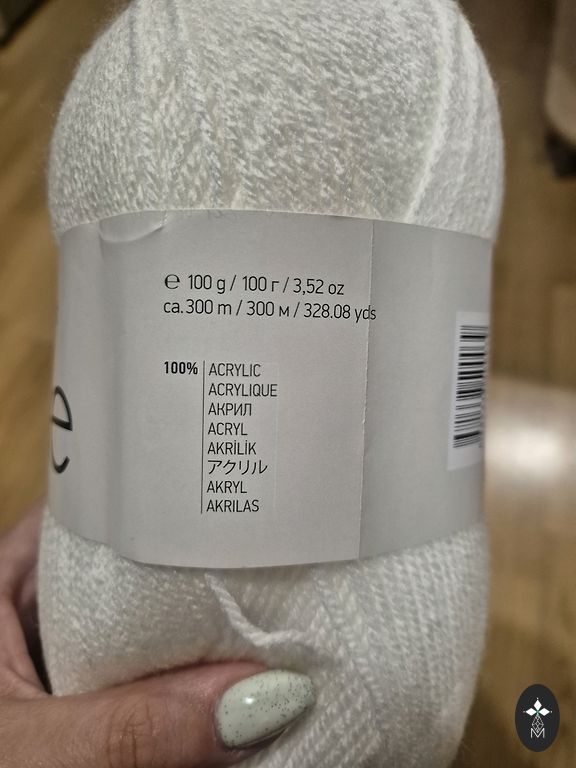 ℮ 100 g / 100 г / 3,52 oz
ca. 300 m / 300 м / 328.08 yds
100% ACRYLIC
ACRYLIQUE
АКРИЛ
ACRYL
AKRİLİK
アクリル
AKRYL
AKRILAS
e
M